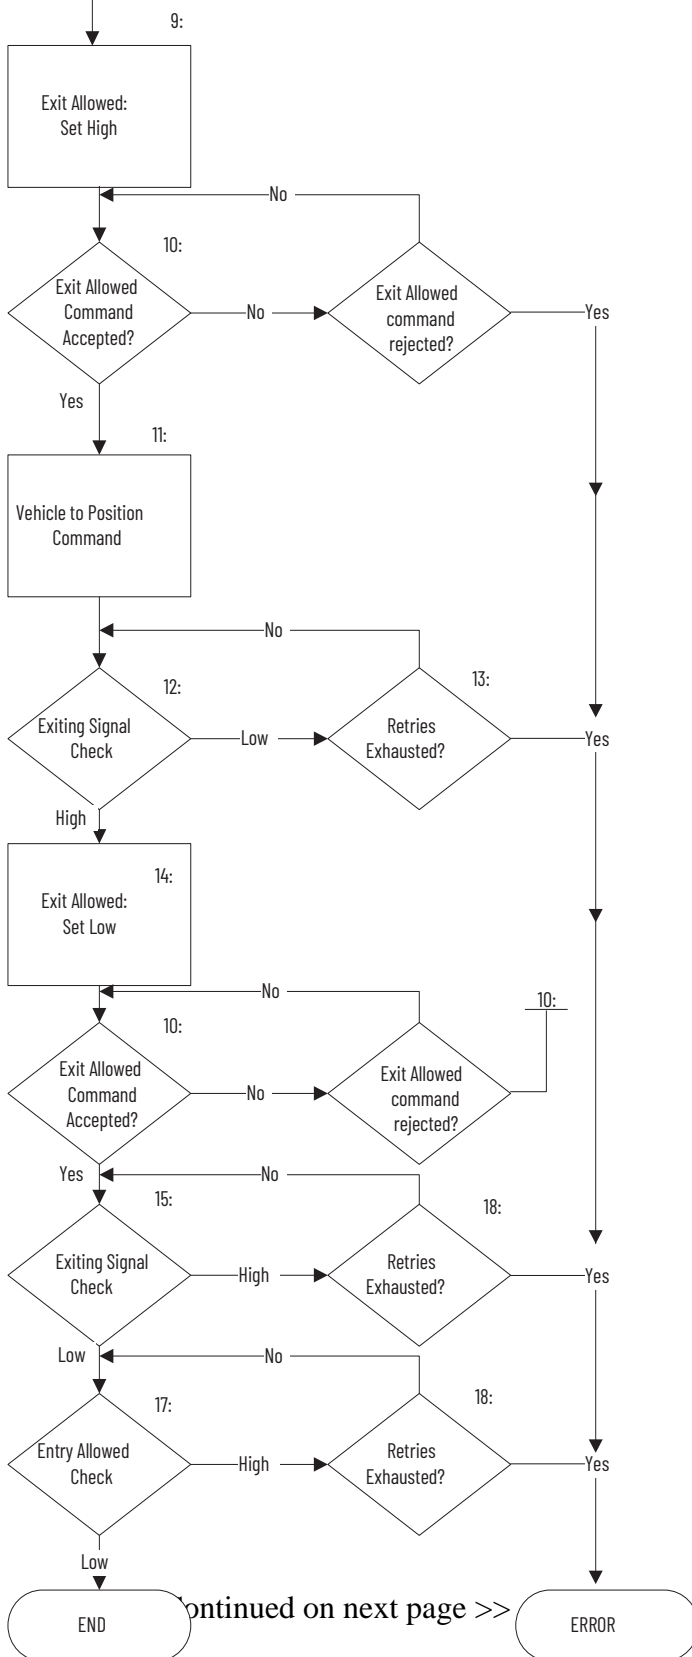 9:
Exit Allowed:
Set High
No
10:
Exit Allowed
Command
Accepted?
No
Exit Allowed
command
rejected?
Yes
Yes
11:
Vehicle to Position
Command
No
12:
13:
Exiting Signal
Check
Low
Retries
Exhausted?
Yes
High
14:
Exit Allowed:
Set Low
No
10:
10:
Exit Allowed
Command
Accepted?
No
Exit Allowed
command
rejected?
Yes
No
15:
18:
Exiting Signal
Check
High
Retries
Exhausted?
Yes
Low
No
17:
18:
Entry Allowed
Check
High
Retries
Exhausted?
Yes
Low
END
ontinued on next page >>
ERROR